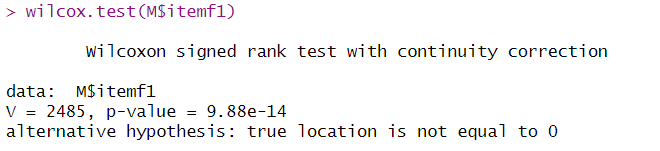 > wilcox.test(M$itemf1)
Wilcoxon signed rank test with continuity correction
data:  M$itemf1
V = 2485, p-value = 9.88e-14
alternative hypothesis: true location is not equal to 0